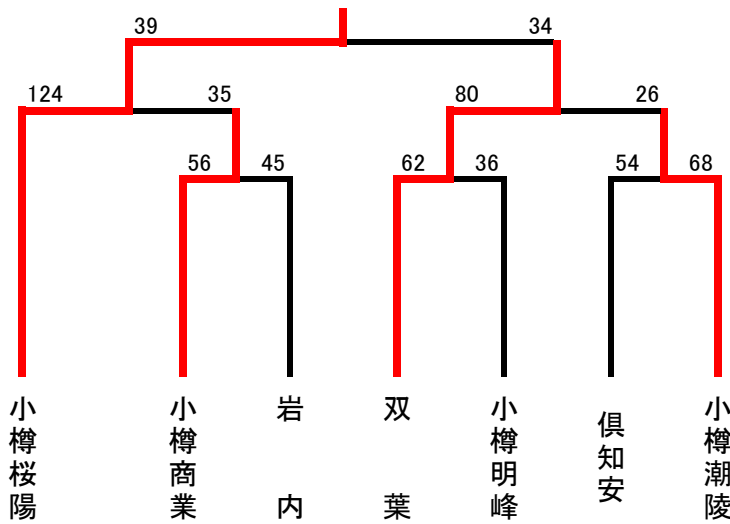 39 34
124 35 80 26
56 45 62 36 54 68
小樽桜陽
小樽商業
岩内
双葉
小樽明峰
倶知安
小樽潮陵